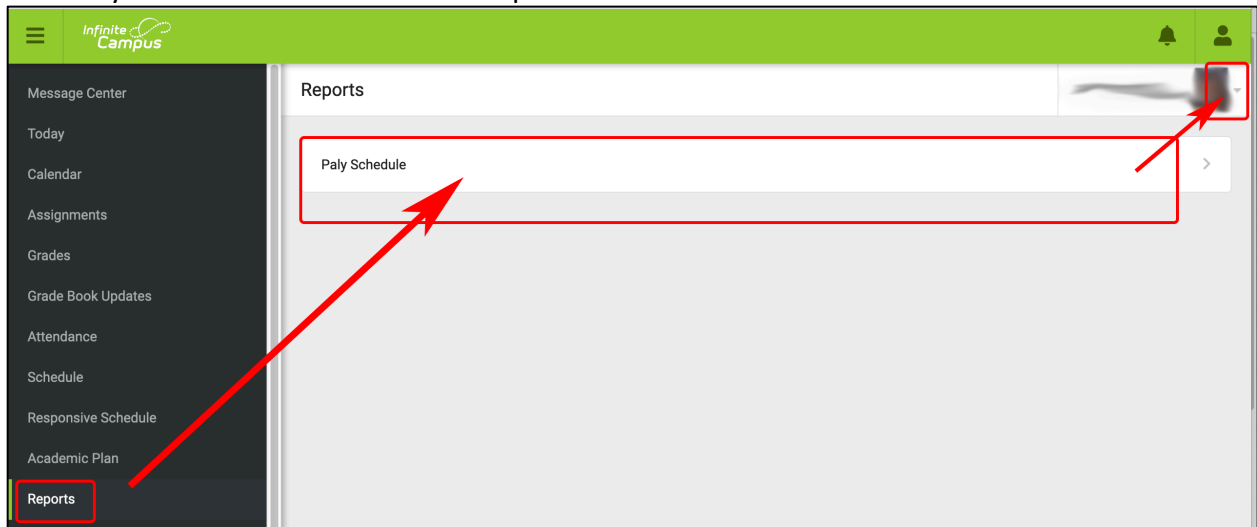 Infinite
Campus
Message Center
Reports
Today
Paly Schedule
Calendar
Assignments
Grades
Grade Book Updates
Attendance
Schedule
Responsive Schedule
Academic Plan
Reports